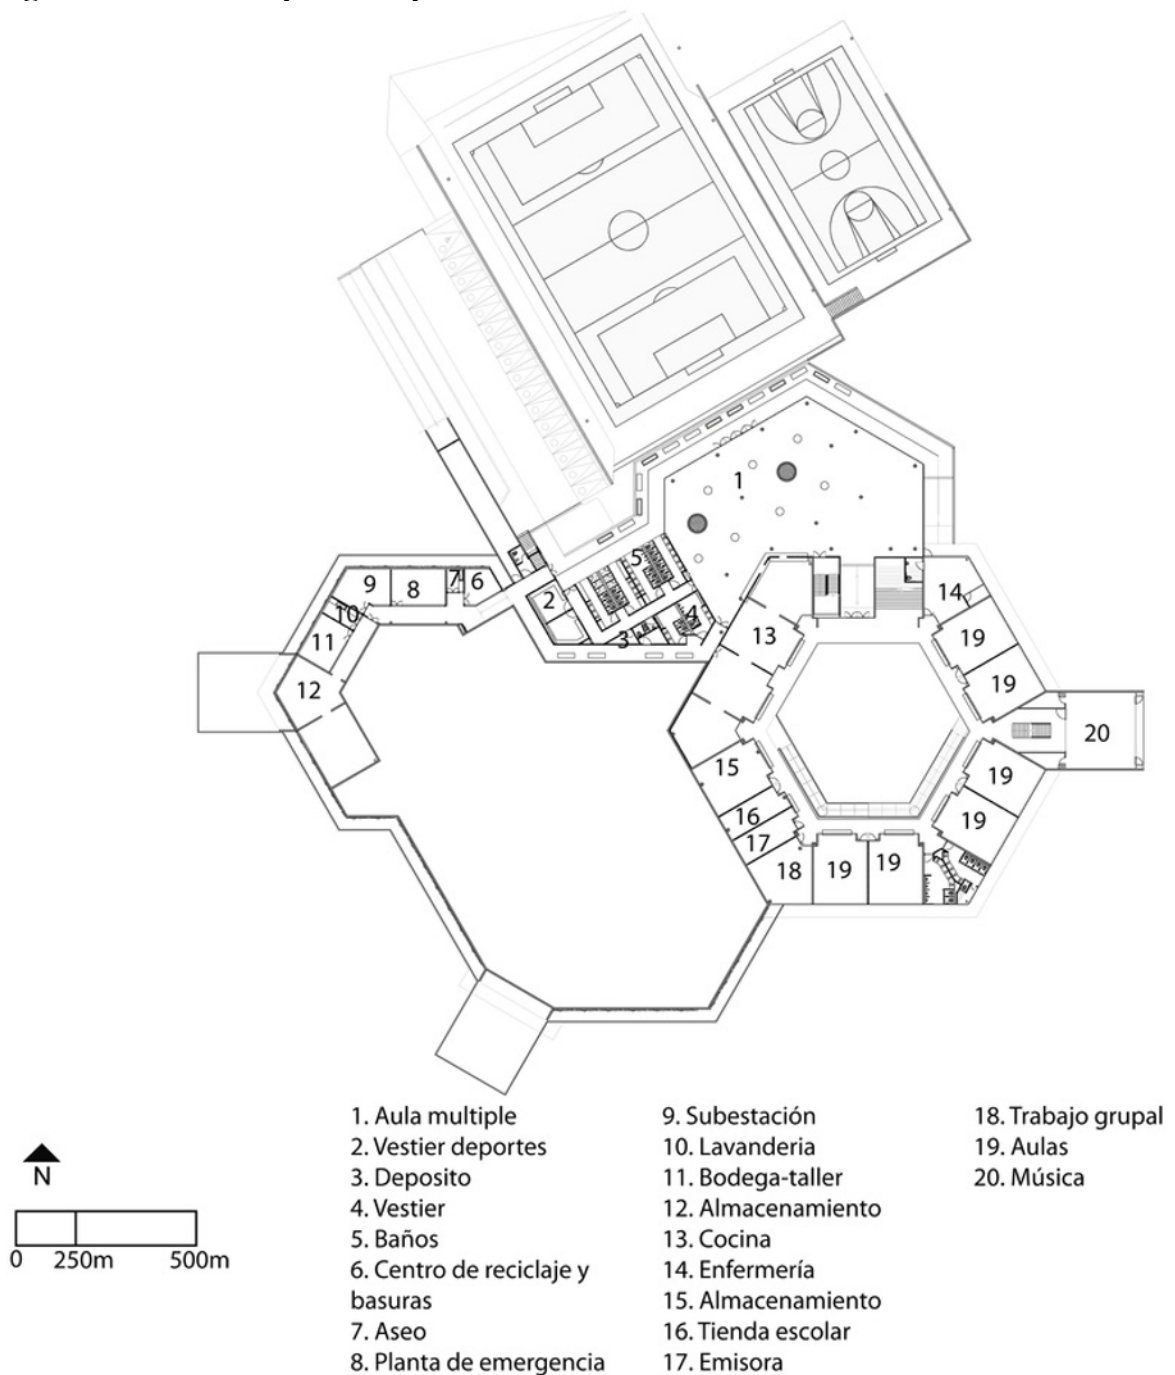 1
5
2
7
6
9
8
14
4
10
3
13
19
11
19
12
20
15
19
16
19
17
19
19
18
1. Aula multiple
2. Vestier deportes
3. Deposito
4. Vestier
5. Baños
6. Centro de reciclaje y
basuras
7. Aseo
8. Planta de emergencia
9. Subestación
10. Lavanderia
11. Bodega-taller
12. Almacenamiento
13. Cocina
14. Enfermería
15. Almacenamiento
16. Tienda escolar
17. Emisora
18. Trabajo grupal
19. Aulas
20. Música
N
0 250m 500m